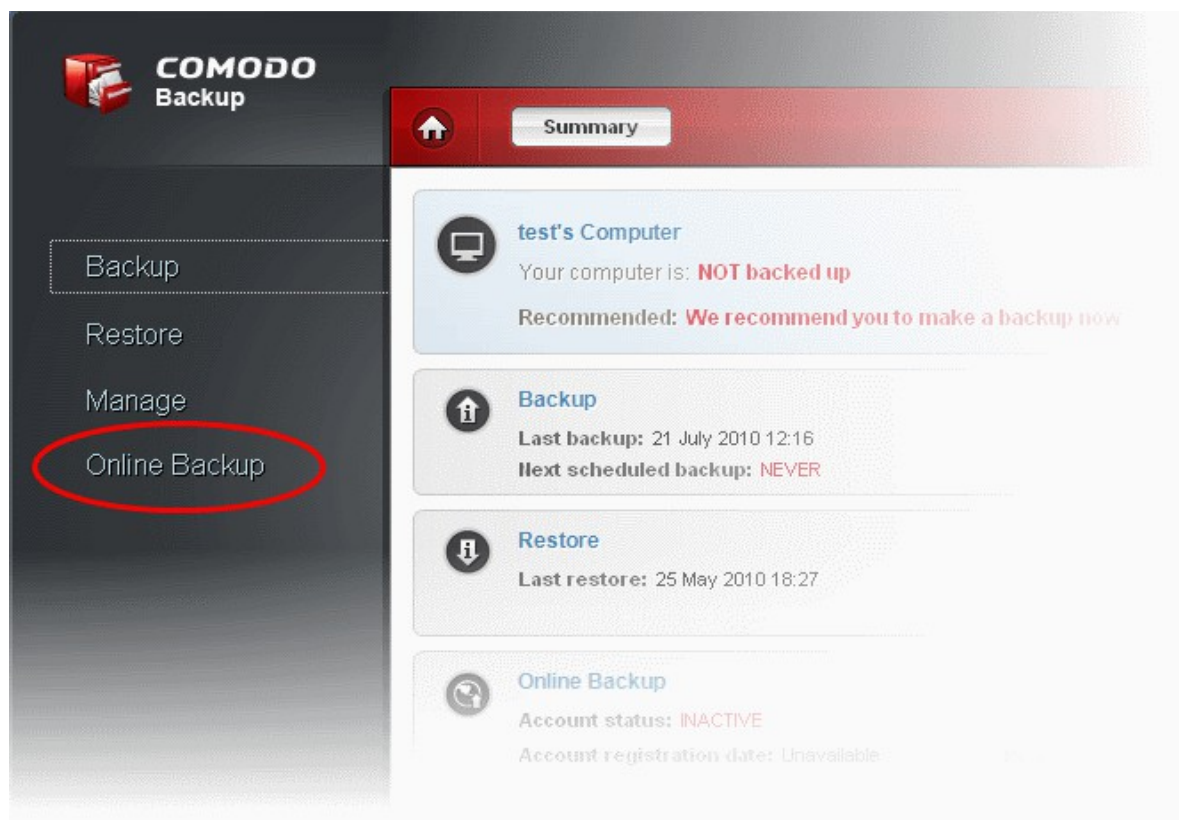 COMODO
Backup
Summary
Backup
Restore
Manage
Online Backup
test's Computer
Your computer is: NOT backed up
Recommended: We recommend you to make a backup now
Backup
Last backup: 21 July 2010 12:16
Next scheduled backup: NEVER
Restore
Last restore: 25 May 2010 18:27
Online Backup
Account status: INACTIVE
Account registration date: Unavailable